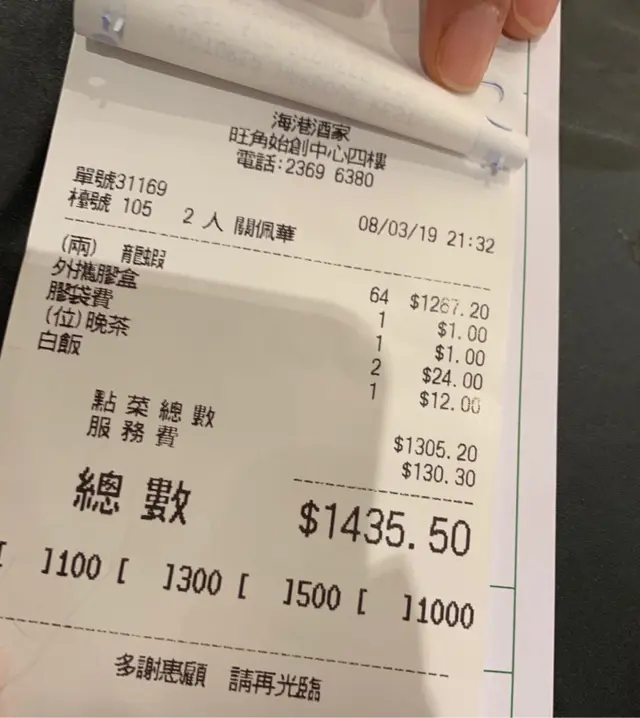 海港酒家
旺角始創中心四樓
電話:2369 6380
單號31169
檯號 105 2 人 關佩華 08/03/19 21:32
(兩) 龍蝦 64 $1267.20
外攜膠盒 1 $1.00
膠袋費 1 $1.00
(位)晚茶 2 $24.00
白飯 1 $12.00
點菜總數 $1305.20
服務費 $130.30
總數 $1435.50
[ ]100 [ ]300 [ ]500 [ ]1000
多謝惠顧 請再光臨